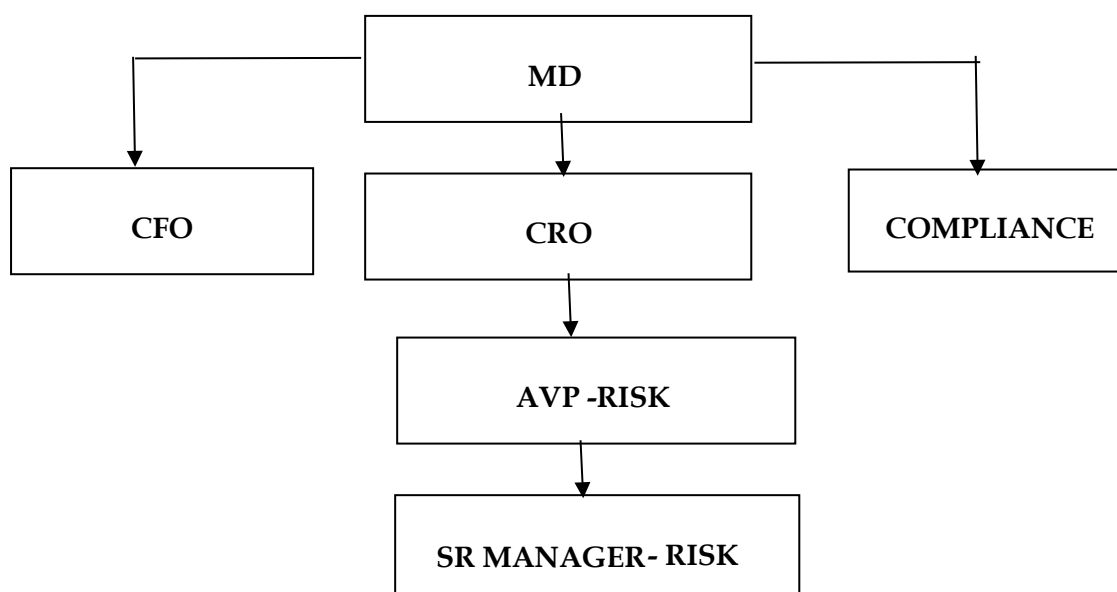 MD
CFO
CRO
COMPLIANCE
AVP -RISK
SR MANAGER- RISK